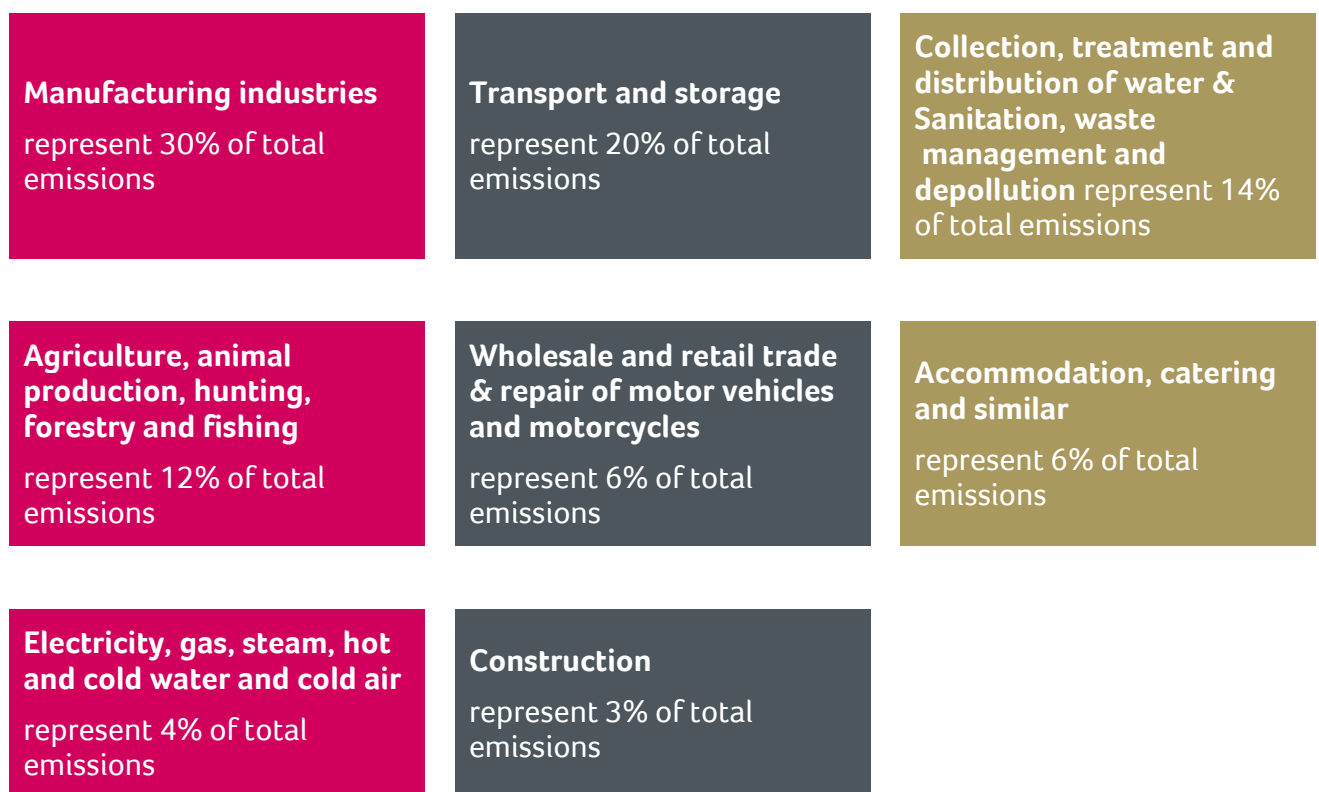 Manufacturing industries
represent 30% of total
emissions
Transport and storage
represent 20% of total
emissions
Collection, treatment and
distribution of water &
Sanitation, waste
management and
depollution represent 14%
of total emissions
Agriculture, animal
production, hunting,
forestry and fishing
represent 12% of total
emissions
Wholesale and retail trade
& repair of motor vehicles
and motorcycles
represent 6% of total
emissions
Accommodation, catering
and similar
represent 6% of total
emissions
Electricity, gas, steam, hot
and cold water and cold air
represent 4% of total
emissions
Construction
represent 3% of total
emissions